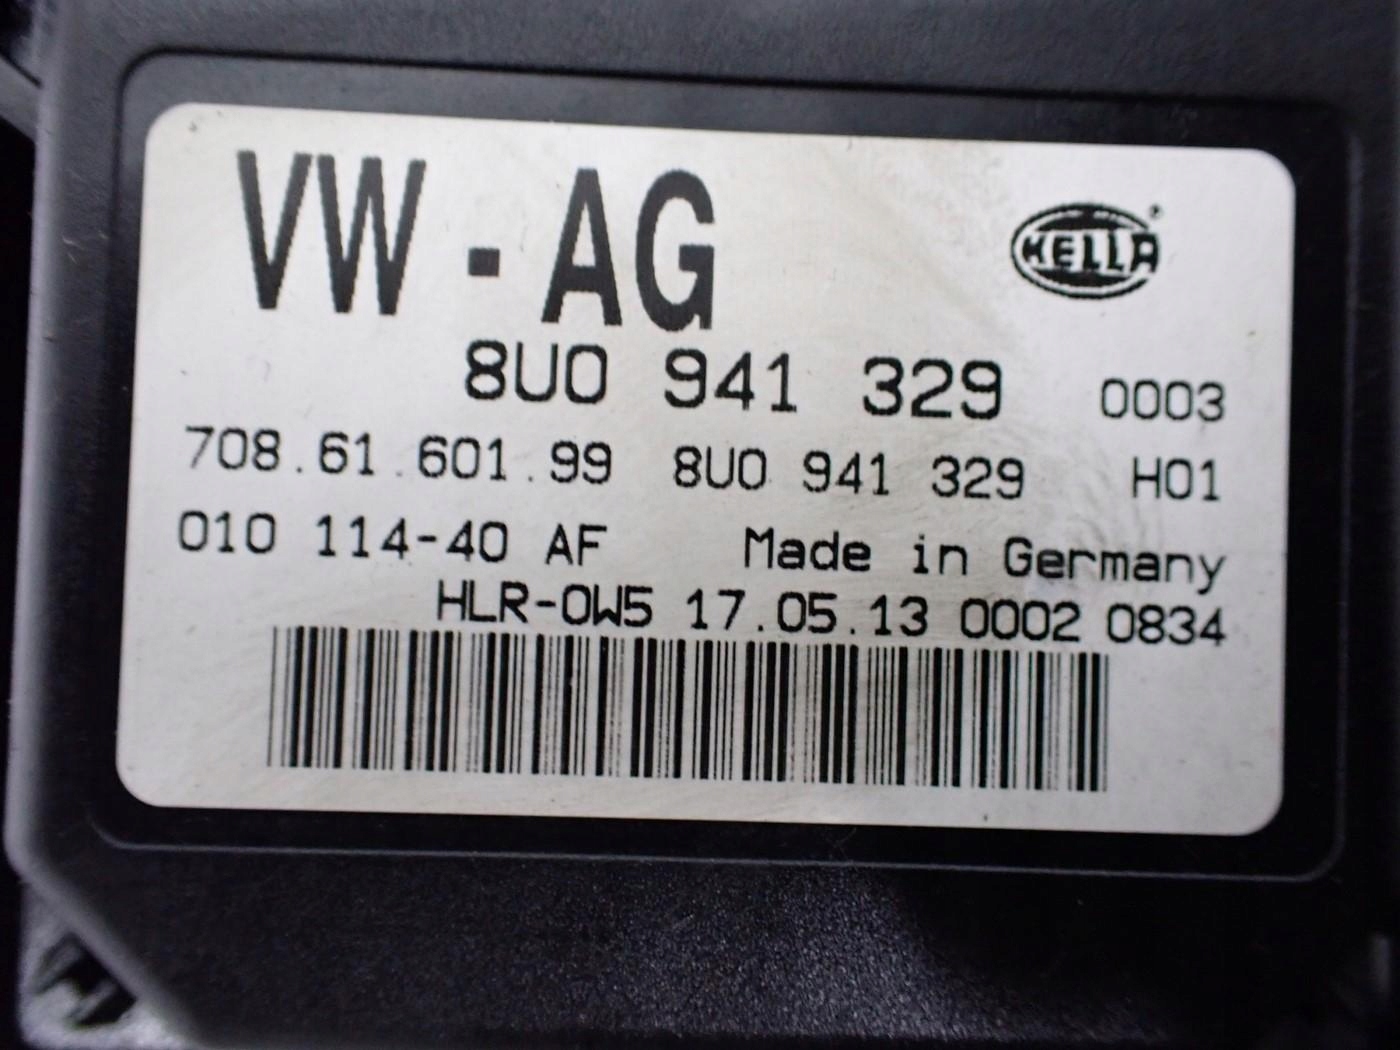 VW - AG
HELLA®
8U0 941 329 0003
708.61.601.99 8U0 941 329 H01
010 114-40 AF Made in Germany
HLR-0W5 17.05.13 0002 0834